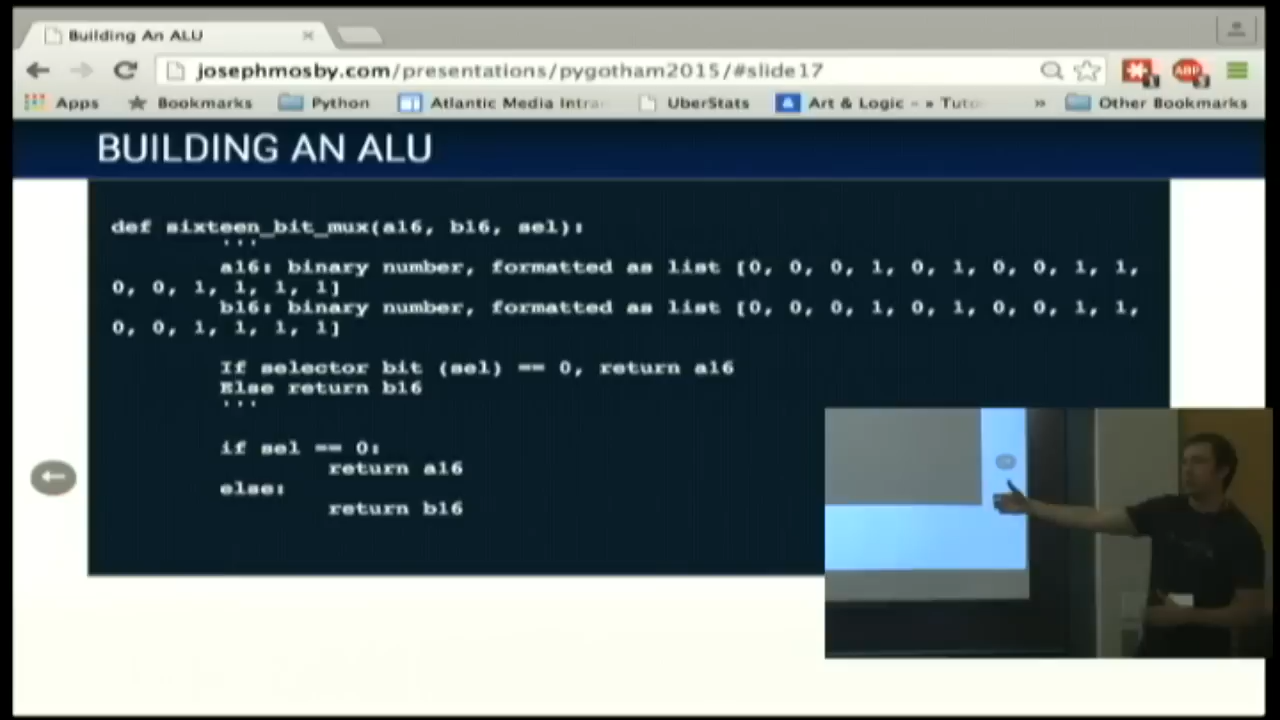 Building An ALU
josephmosby.com/presentations/pygotham2015/#slide17
Apps Bookmarks Python Atlantic Media Intra UberStats Art & Logic - » Tuto » Other Bookmarks
BUILDING AN ALU
def sixteen_bit_mux(a16, b16, sel):
'''
a16: binary number, formatted as list [0, 0, 0, 1, 0, 1, 0, 0, 1, 1,
0, 0, 1, 1, 1, 1]
b16: binary number, formatted as list [0, 0, 0, 1, 0, 1, 0, 0, 1, 1,
0, 0, 1, 1, 1, 1]
If selector bit (sel) == 0, return a16
Else return b16
'''
if sel == 0:
return a16
else:
return b16